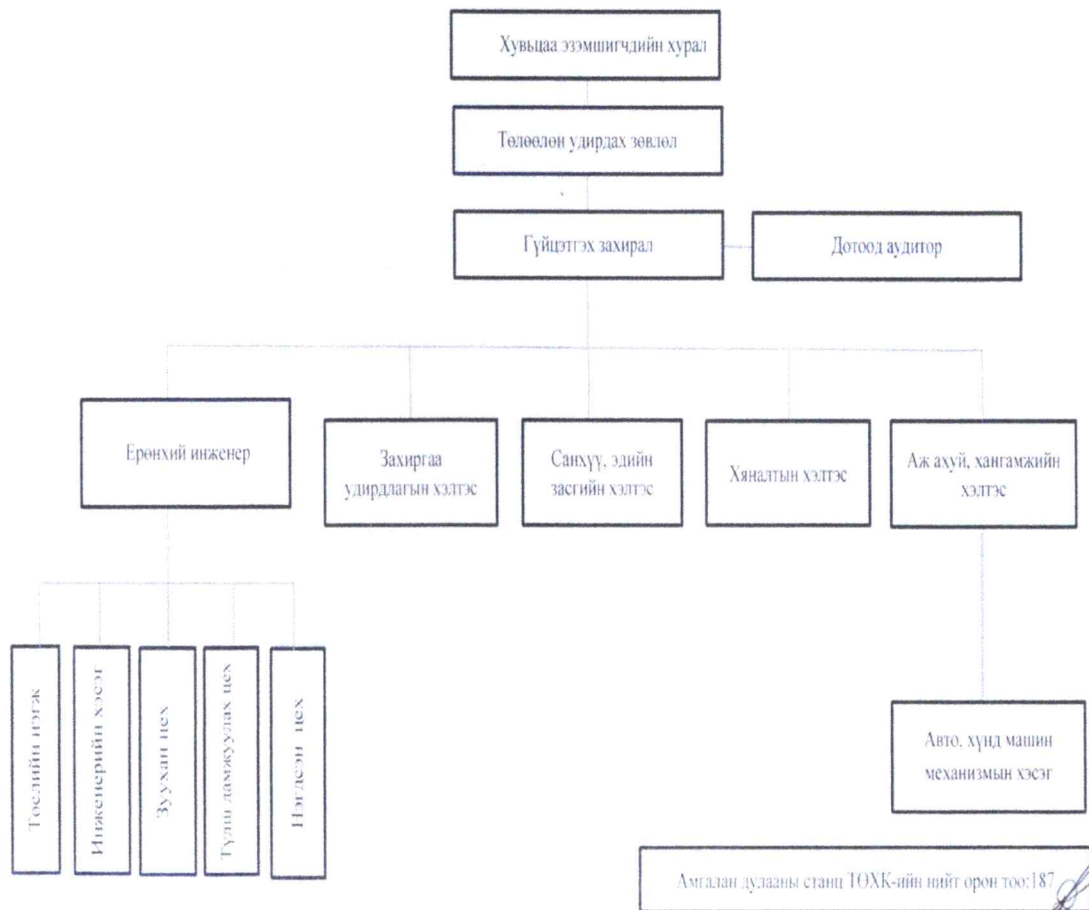 Хувьцаа эзэмшигчдийн хурал
Төлөөлөн удирдах зөвлөл
Гүйцэтгэх захирал
Дотоод аудитор
Ерөнхий инженер
Захиргаа
удирдлагын хэлтэс
Санхүү, эдийн
засгийн хэлтэс
Хяналтын хэлтэс
Аж ахуй, хангамжийн
хэлтэс
Төслийн нэгж
Инженерийн хэсэг
Зуухан цех
Түлш дамжуулах цех
Нэгдсэн цех
Авто, хүнд машин
механизмын хэсэг
Амгалан дулааны станц ТӨХК-ийн нийт орон тоо:187